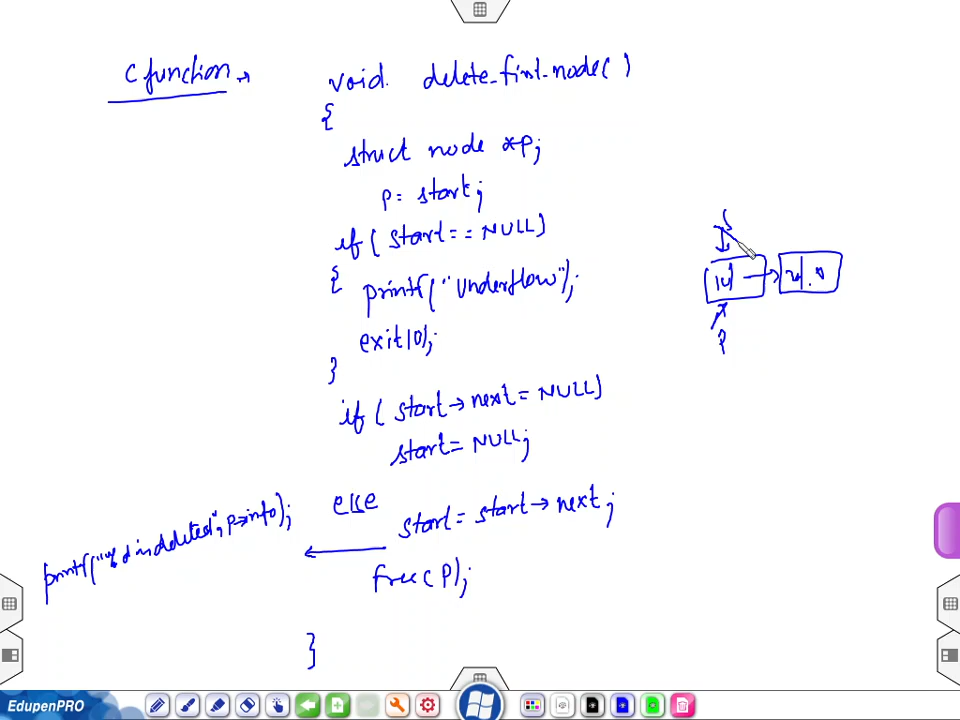 C function →
void delete_first_node( )
{
struct node *P;
P = start;
if ( start == NULL)
{
printf("Underflow");
exit(0);
}
if ( start → next = NULL)
start = NULL;
else
start = start → next;
printf("%d is deleted", P→info);
free(P);
}
S
P
EdupenPRO